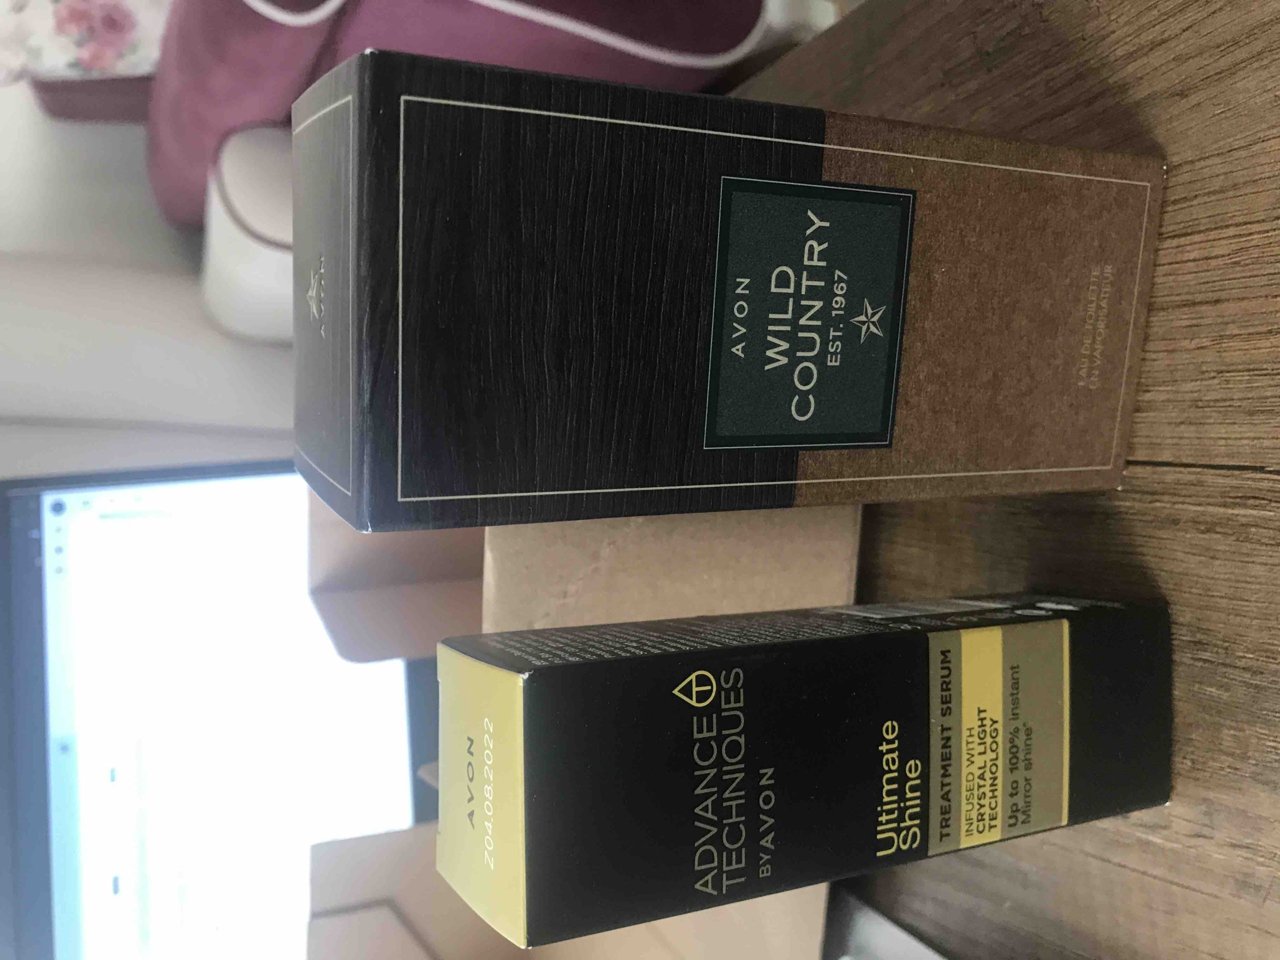 AVON
AVON
WILD
COUNTRY
EST. 1967
EAU DE TOILETTE
EN VAPORISATEUR
AVON
Z04.08.2022
ADVANCE
TECHNIQUES
BY AVON
Ultimate
Shine
TREATMENT SERUM
INFUSED WITH
CRYSTAL LIGHT
TECHNOLOGY
Up to 100% instant
Mirror shine*